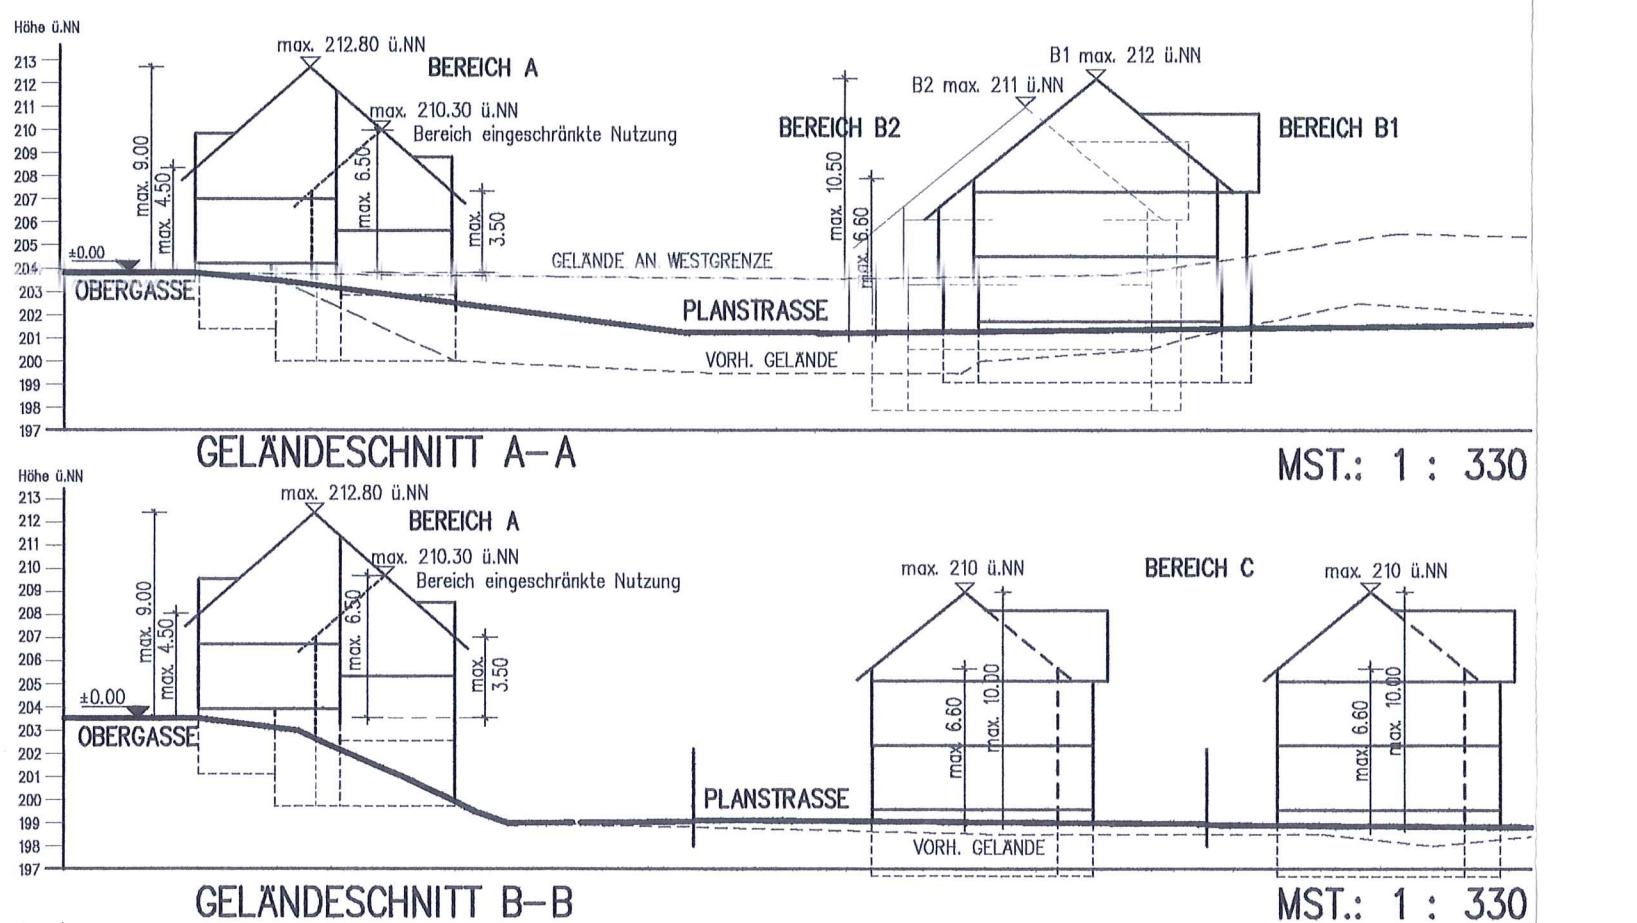 Höhe ü.NN
213
212
211
210
209
208
207
206
205
204
203
202
201
200
199
198
197
max. 212.80 ü.NN
BEREICH A
max. 210.30 ü.NN
Bereich eingeschränkte Nutzung
max. 9.00
max. 4.50
max. 6.50
max. 3.50
±0.00
OBERGASSE
GELÄNDE AN WESTGRENZE
PLANSTRASSE
VORH. GELÄNDE
B1 max. 212 ü.NN
B2 max. 211 ü.NN
BEREICH B2
BEREICH B1
max. 10.50
max. 6.60
GELÄNDESCHNITT A-A
MST.: 1 : 330
Höhe ü.NN
213
212
211
210
209
208
207
206
205
204
203
202
201
200
199
198
197
max. 212.80 ü.NN
BEREICH A
max. 210.30 ü.NN
Bereich eingeschränkte Nutzung
max. 9.00
max. 4.50
max. 6.50
max. 3.50
±0.00
OBERGASSE
PLANSTRASSE
VORH. GELÄNDE
max. 210 ü.NN
BEREICH C
max. 210 ü.NN
max. 6.60
max. 10.00
max. 6.60
max. 10.00
GELÄNDESCHNITT B-B
MST.: 1 : 330